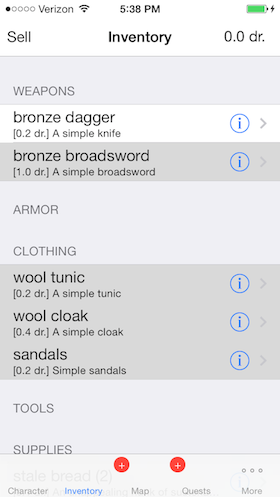 Verizon 5:38 PM
Sell Inventory 0.0 dr.
WEAPONS
bronze dagger
[0.2 dr.] A simple knife
bronze broadsword
[1.0 dr.] A simple broadsword
ARMOR
CLOTHING
wool tunic
[0.2 dr.] A simple tunic
wool cloak
[0.4 dr.] A simple cloak
sandals
[0.2 dr.] Simple sandals
TOOLS
SUPPLIES
stale bread (2)
Character Inventory Map Quests More